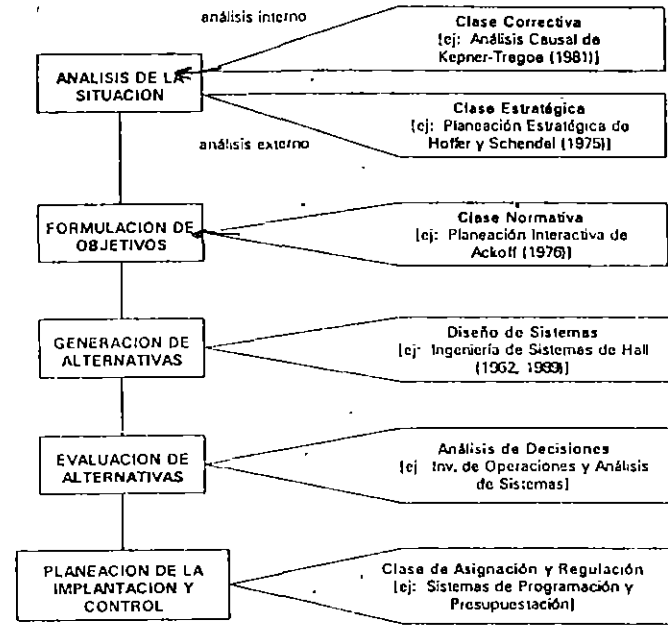 análisis interno
Clase Correctiva
[ej: Análisis Causal de
Kepner-Tregoe (1981)]
ANALISIS DE LA
SITUACION
Clase Estratégica
[ej: Planeación Estratégica de
Hoffer y Schendel (1975)]
análisis externo
FORMULACION DE
OBJETIVOS
Clase Normativa
[ej: Planeación Interactiva de
Ackoff (1976)]
GENERACION DE
ALTERNATIVAS
Diseño de Sistemas
[ej: Ingeniería de Sistemas de Hall
(1962, 1989)]
EVALUACION DE
ALTERNATIVAS
Análisis de Decisiones
[ej Inv. de Operaciones y Análisis
de Sistemas]
PLANEACION DE LA
IMPLANTACION Y
CONTROL
Clase de Asignación y Regulación
[ej: Sistemas de Programación y
Presupuestación]